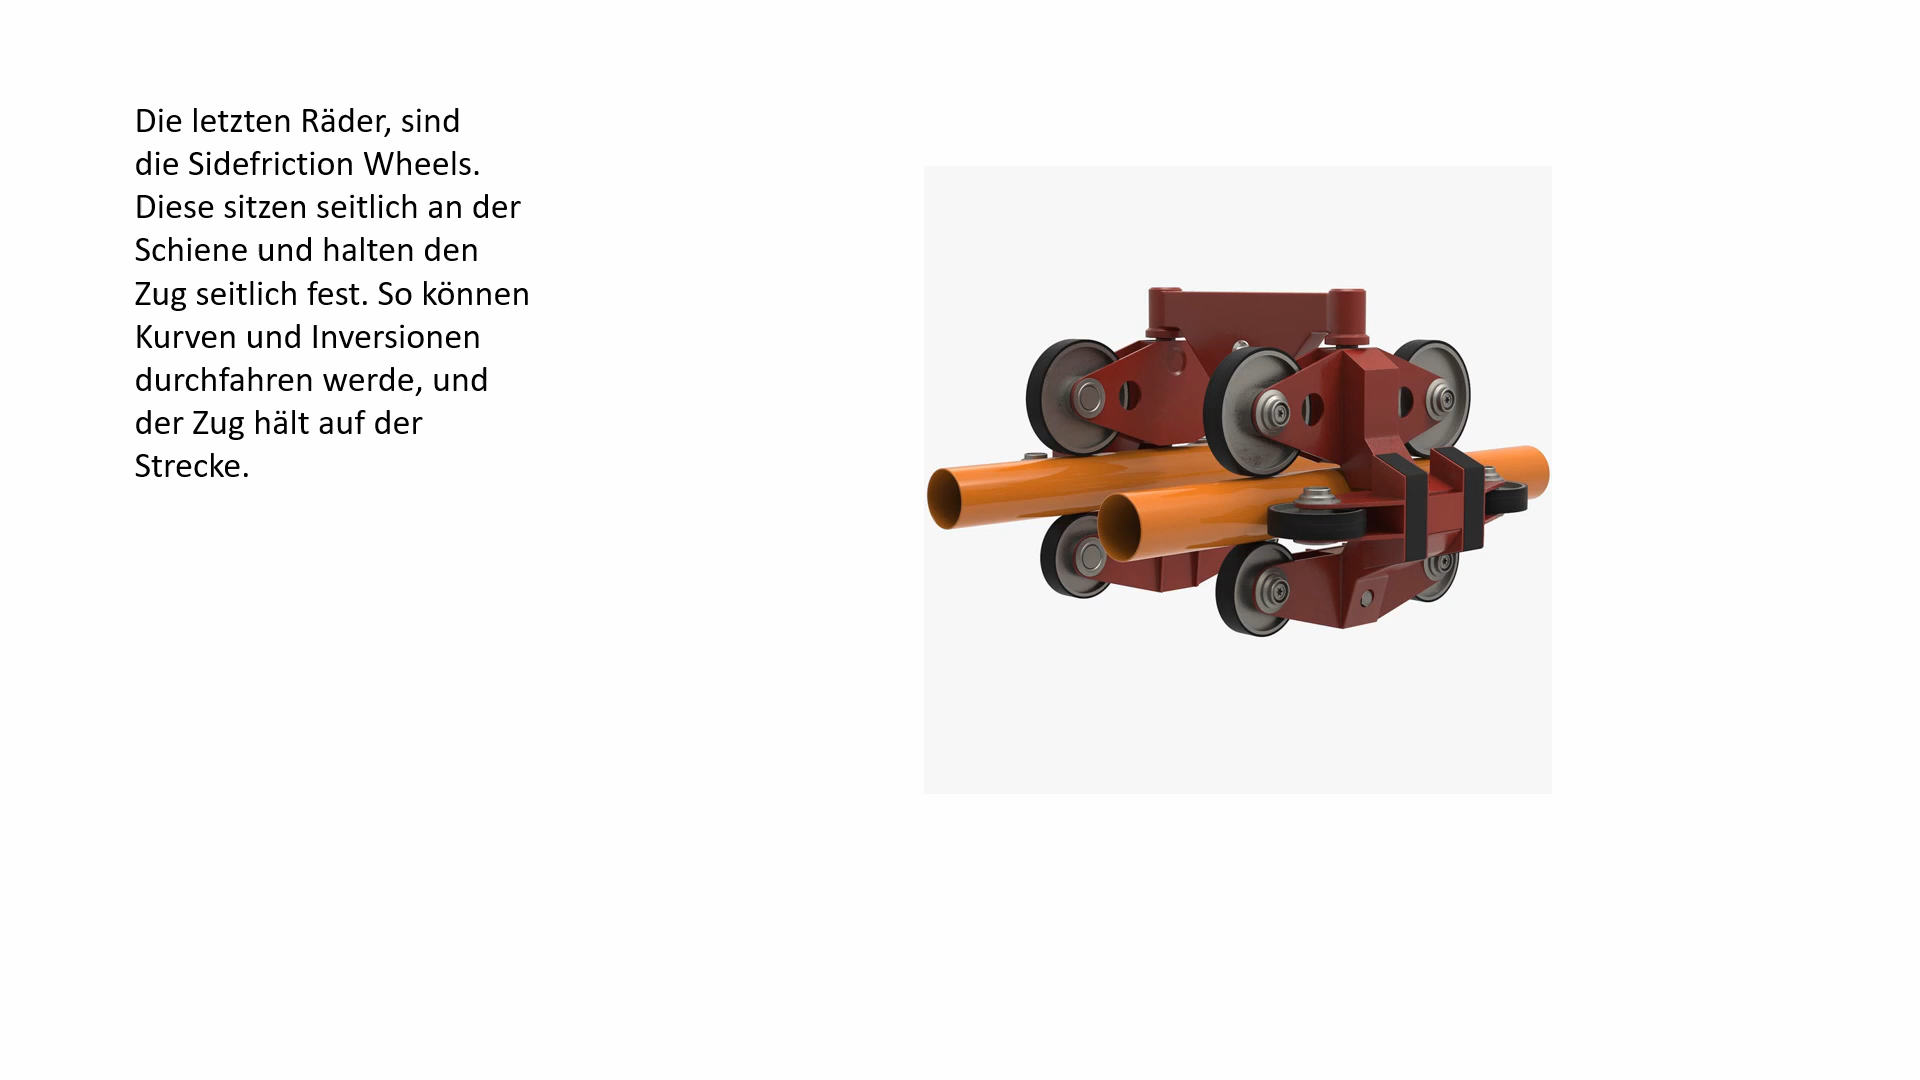 Die letzten Räder, sind
die Sidefriction Wheels.
Diese sitzen seitlich an der
Schiene und halten den
Zug seitlich fest. So können
Kurven und Inversionen
durchfahren werde, und
der Zug hält auf der
Strecke.